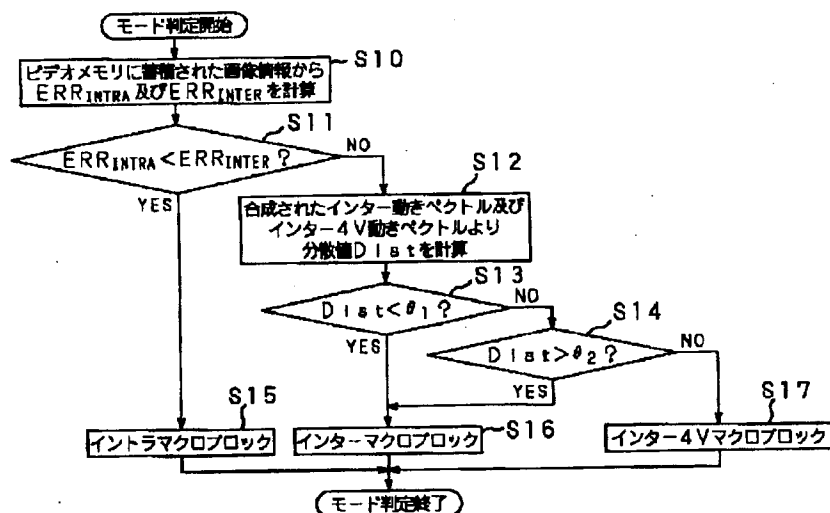 モード判定開始
S10
ビデオメモリに蓄積された画像情報から
ERRINTRA及びERRINTERを計算
S11
ERRINTRA<ERRINTER?
NO
YES
S12
合成されたインター動きベクトル及び
インター4V動きベクトルより
分散値Distを計算
S13
Dist<θ1?
NO
YES
S14
Dist>θ2?
NO
YES
S15
イントラマクロブロック
S16
インターマクロブロック
S17
インター4Vマクロブロック
モード判定終了